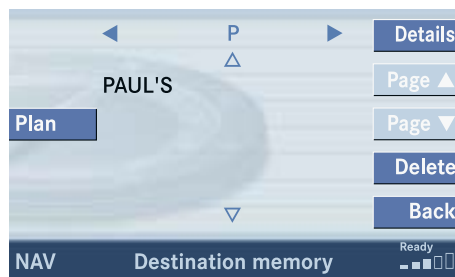 P
Details
PAUL'S
Page
Plan
Page
Delete
Back
NAV Destination memory Ready